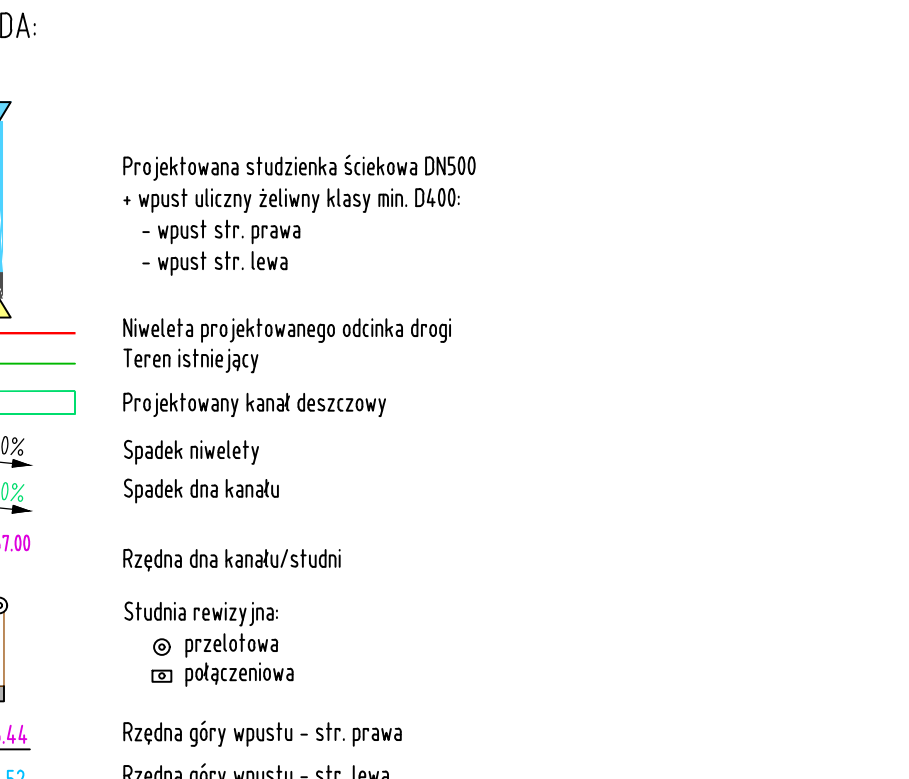 DA:
Projektowana studzienka ściekowa DN500
+ wpust uliczny żeliwny klasy min. D400:
- wpust str. prawa
- wpust str. lewa
Niweleta projektowanego odcinka drogi
Teren istniejący
Projektowany kanał deszczowy
0%
Spadek niwelety
0%
Spadek dna kanału
7.00
Rzędna dna kanału/studni
Studnia rewizyjna:
przelotowa
połączeniowa
.44
Rzędna góry wpustu - str. prawa
.52
Rzędna góry wpustu - str. lewa